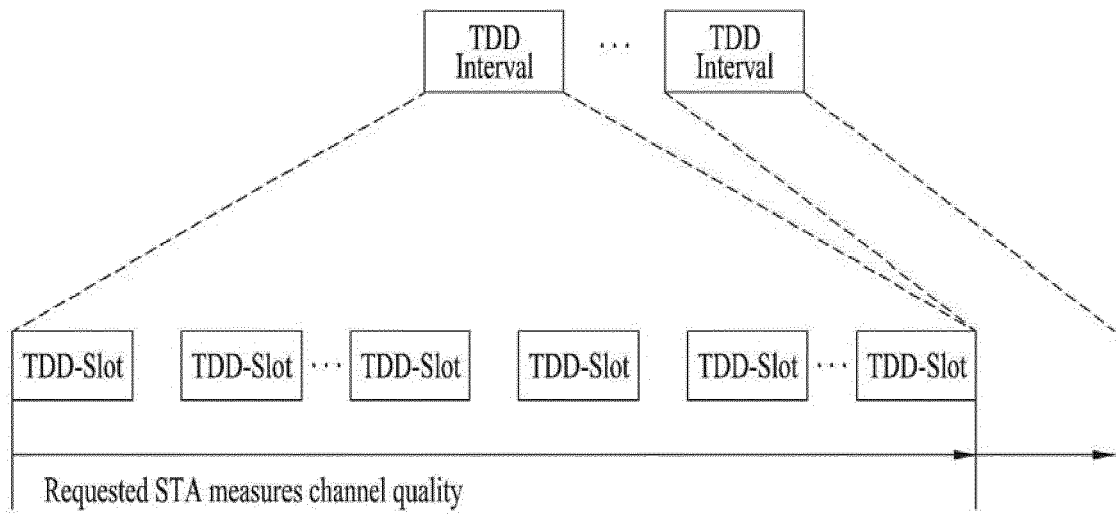 TDD
Interval
...
TDD
Interval
TDD-Slot
TDD-Slot
...
TDD-Slot
TDD-Slot
TDD-Slot
...
TDD-Slot
Requested STA measures channel quality